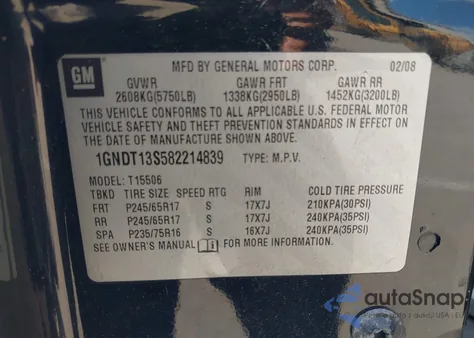 GM
MFD BY GENERAL MOTORS CORP. 02/08
GVWR GAWR FRT GAWR RR
2608KG(5750LB) 1338KG(2950LB) 1452KG(3200LB)
THIS VEHICLE CONFORMS TO ALL APPLICABLE U.S. FEDERAL MOTOR
VEHICLE SAFETY AND THEFT PREVENTION STANDARDS IN EFFECT ON
THE DATE OF MANUFACTURE SHOWN ABOVE.
1GNDT13S582214839 TYPE: M.P.V.
MODEL: T15506
TBKD TIRE SIZE SPEED RTG RIM COLD TIRE PRESSURE
FRT P245/65R17 S 17X7J 210KPA(30PSI)
RR P245/65R17 S 17X7J 240KPA(35PSI)
SPA P235/75R16 S 16X7J 240KPA(35PSI)
SEE OWNER'S MANUAL FOR MORE INFORMATION.
autoSnap